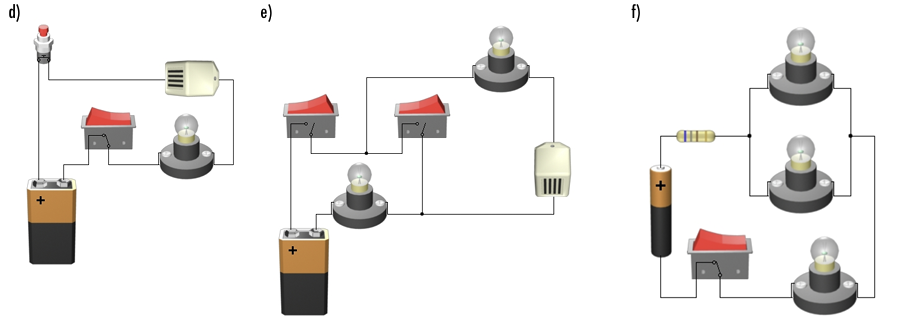 d)
e)
f)
+
+
+